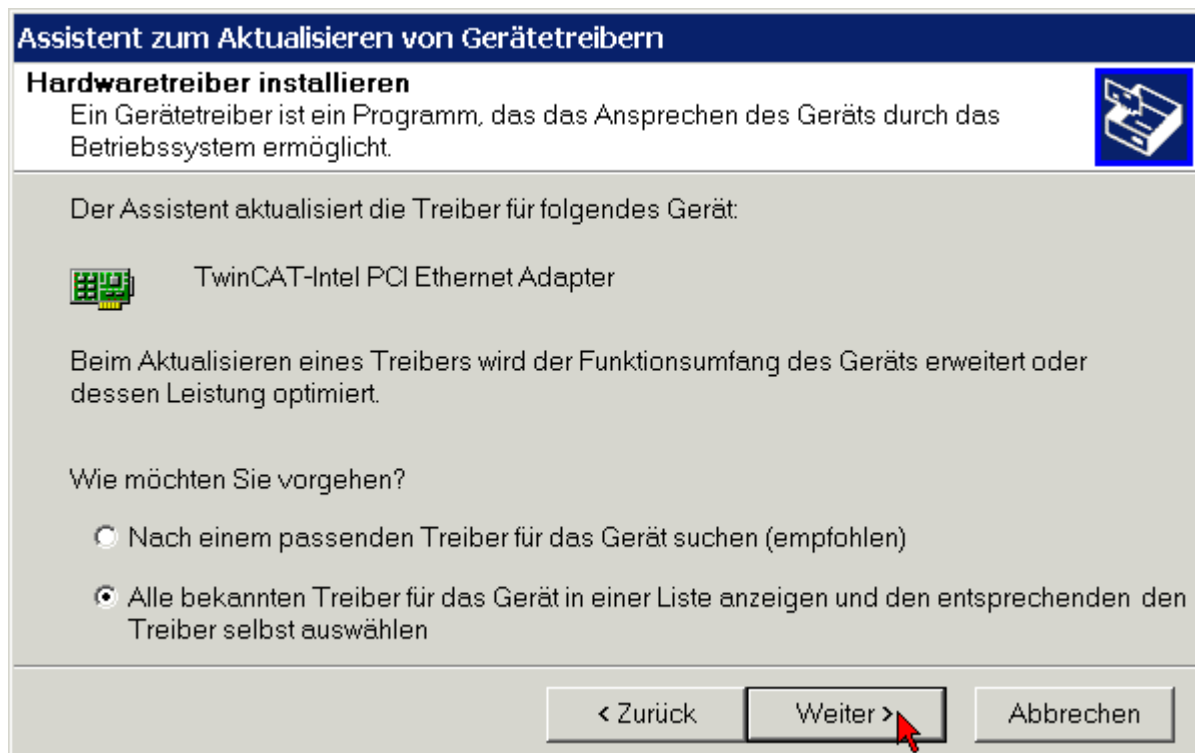 Assistent zum Aktualisieren von Gerätetreibern
Hardwaretreiber installieren
Ein Gerätetreiber ist ein Programm, das das Ansprechen des Geräts durch das
Betriebssystem ermöglicht.
Der Assistent aktualisiert die Treiber für folgendes Gerät:
TwinCAT-Intel PCI Ethernet Adapter
Beim Aktualisieren eines Treibers wird der Funktionsumfang des Geräts erweitert oder
dessen Leistung optimiert.
Wie möchten Sie vorgehen?
Nach einem passenden Treiber für das Gerät suchen (empfohlen)
Alle bekannten Treiber für das Gerät in einer Liste anzeigen und den entsprechenden den
Treiber selbst auswählen
< Zurück Weiter > Abbrechen